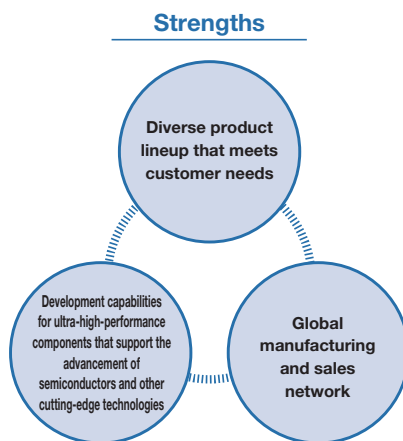 Strengths
Diverse product
lineup that meets
customer needs
Development capabilities
for ultra-high-performance
components that support the
advancement of
semiconductors and other
cutting-edge technologies
Global
manufacturing
and sales
network